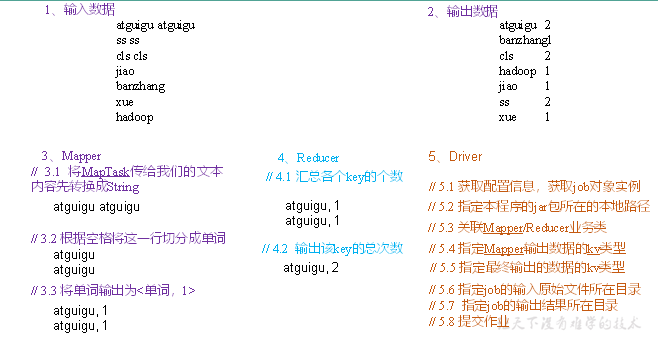 1、输入数据
atguigu atguigu
ss ss
cls cls
jiao
banzhang
xue
hadoop
2、输出数据
atguigu 2
banzhang1
cls 2
hadoop 1
jiao 1
ss 2
xue 1
3、Mapper
// 3.1 将MapTask传给我们的文本
内容先转换成String
atguigu atguigu
// 3.2 根据空格将这一行切分成单词
atguigu
atguigu
// 3.3 将单词输出为<单词，1>
atguigu, 1
atguigu, 1
4、Reducer
// 4.1 汇总各个key的个数
atguigu, 1
atguigu, 1
// 4.2 输出该key的总次数
atguigu, 2
5、Driver
// 5.1 获取配置信息，获取job对象实例
// 5.2 指定本程序的jar包所在的本地路径
// 5.3 关联Mapper/Reducer业务类
// 5.4 指定Mapper输出数据的kv类型
// 5.5 指定最终输出的数据的kv类型
// 5.6 指定job的输入原始文件所在目录
// 5.7 指定job的输出结果所在目录
// 5.8 提交作业
天下没有难学的技术